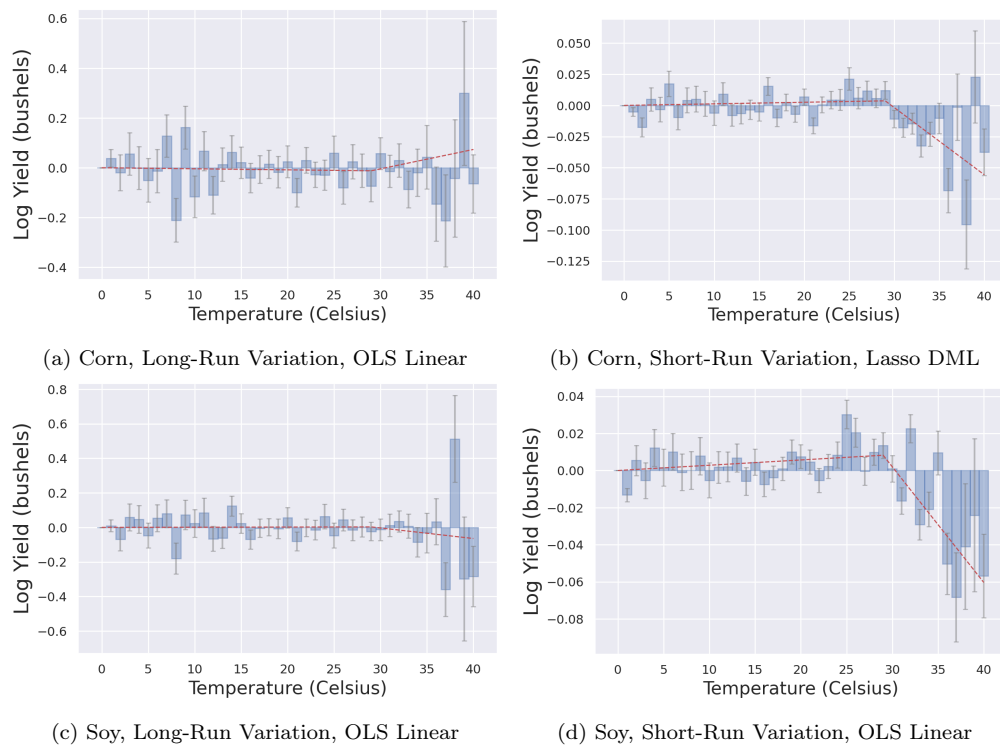 0.6
0.4
0.2
0.0
−0.2
−0.4
Log Yield (bushels)
0 5 10 15 20 25 30 35 40
Temperature (Celsius)
(a) Corn, Long-Run Variation, OLS Linear
0.050
0.025
0.000
−0.025
−0.050
−0.075
−0.100
−0.125
Log Yield (bushels)
0 5 10 15 20 25 30 35 40
Temperature (Celsius)
(b) Corn, Short-Run Variation, Lasso DML
0.8
0.6
0.4
0.2
0.0
−0.2
−0.4
−0.6
Log Yield (bushels)
0 5 10 15 20 25 30 35 40
Temperature (Celsius)
(c) Soy, Long-Run Variation, OLS Linear
0.04
0.02
0.00
−0.02
−0.04
−0.06
−0.08
Log Yield (bushels)
0 5 10 15 20 25 30 35 40
Temperature (Celsius)
(d) Soy, Short-Run Variation, OLS Linear